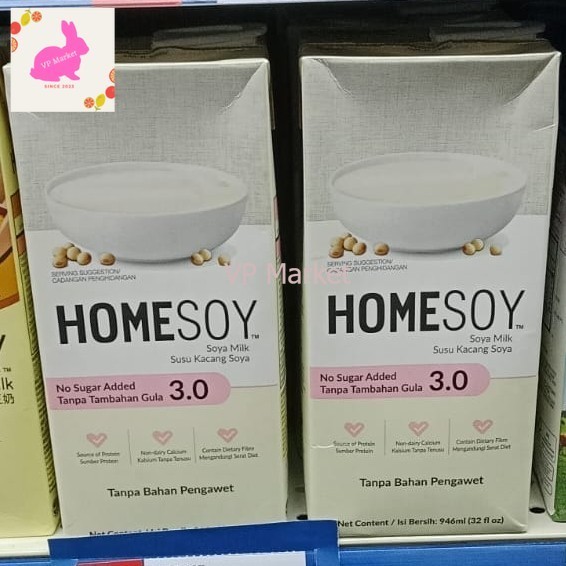 VP Market
SINCE 2022
SERVING SUGGESTION/
CADANGAN PENGHIDANGAN
HOMESOY™
Soya Milk
Susu Kacang Soya
No Sugar Added
Tanpa Tambahan Gula
3.0
Source of Protein
Sumber Protein
Non-dairy Calcium
Kalsium Tanpa Tenusu
Contain Dietary Fibre
Mengandungi Serat Diet
Tanpa Bahan Pengawet
SERVING SUGGESTION/
CADANGAN PENGHIDANGAN
HOMESOY™
Soya Milk
Susu Kacang Soya
No Sugar Added
Tanpa Tambahan Gula
3.0
Source of Protein
Sumber Protein
Non-dairy Calcium
Kalsium Tanpa Tenusu
Contain Dietary Fibre
Mengandungi Serat Diet
Tanpa Bahan Pengawet
Net Content / Isi Bersih: 946ml (32 fl oz)
VP Market